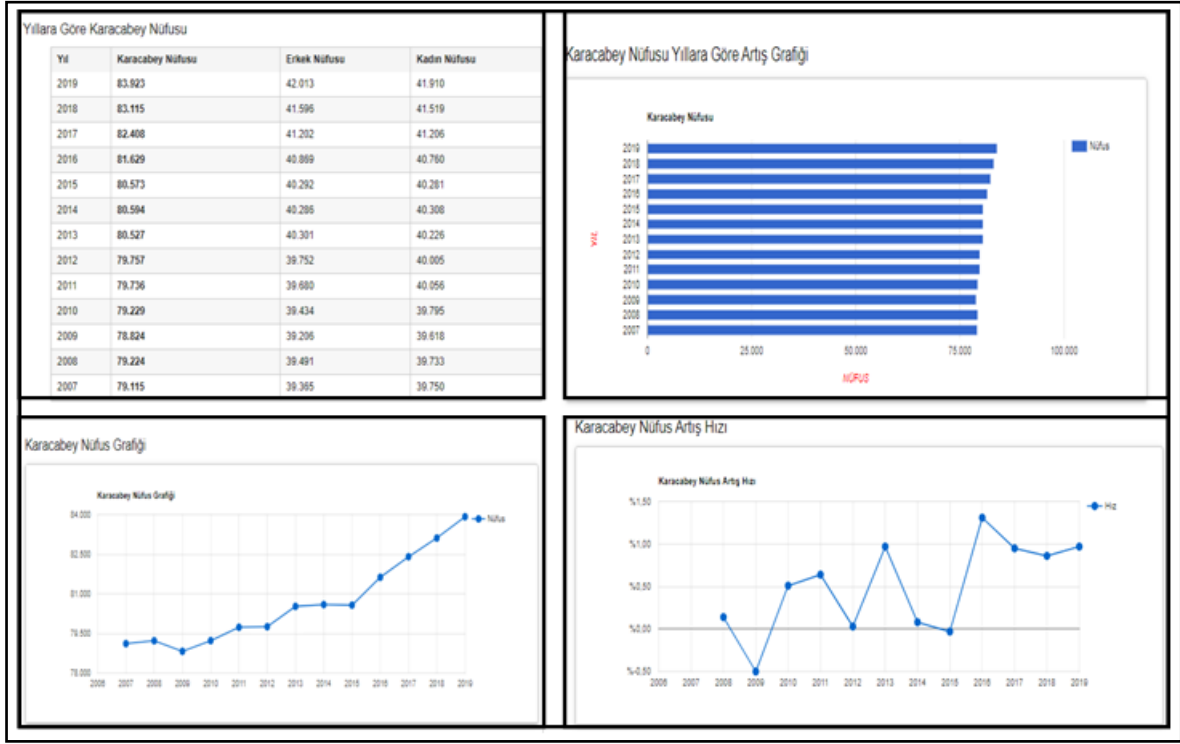 Yıllara Göre Karacabey Nüfusu
Yıl Karacabey Nüfusu Erkek Nüfusu Kadın Nüfusu
2019 83.923 42.013 41.910
2018 83.115 41.596 41.519
2017 82.408 41.202 41.206
2016 81.629 40.869 40.760
2015 80.573 40.292 40.281
2014 80.594 40.286 40.308
2013 80.527 40.301 40.226
2012 79.757 39.752 40.005
2011 79.736 39.680 40.056
2010 79.229 39.434 39.795
2009 78.824 39.206 39.618
2008 79.224 39.491 39.733
2007 79.115 39.365 39.750
Karacabey Nüfusu Yıllara Göre Artış Grafiği
Karacabey Nüfusu
Nüfus
2019
2018
2017
2016
2015
2014
2013
2012
2011
2010
2009
2008
2007
YIL
0 25.000 50.000 75.000 100.000
NÜFUS
Karacabey Nüfus Grafiği
Karacabey Nüfus Grafiği
84.000
Nüfus
82.500
81.000
79.500
78.000
2006 2007 2008 2009 2010 2011 2012 2013 2014 2015 2016 2017 2018 2019
Karacabey Nüfus Artış Hızı
Karacabey Nüfus Artış Hızı
%1,50
Hız
%1,00
%0,50
%0,00
%-0,50
2006 2007 2008 2009 2010 2011 2012 2013 2014 2015 2016 2017 2018 2019